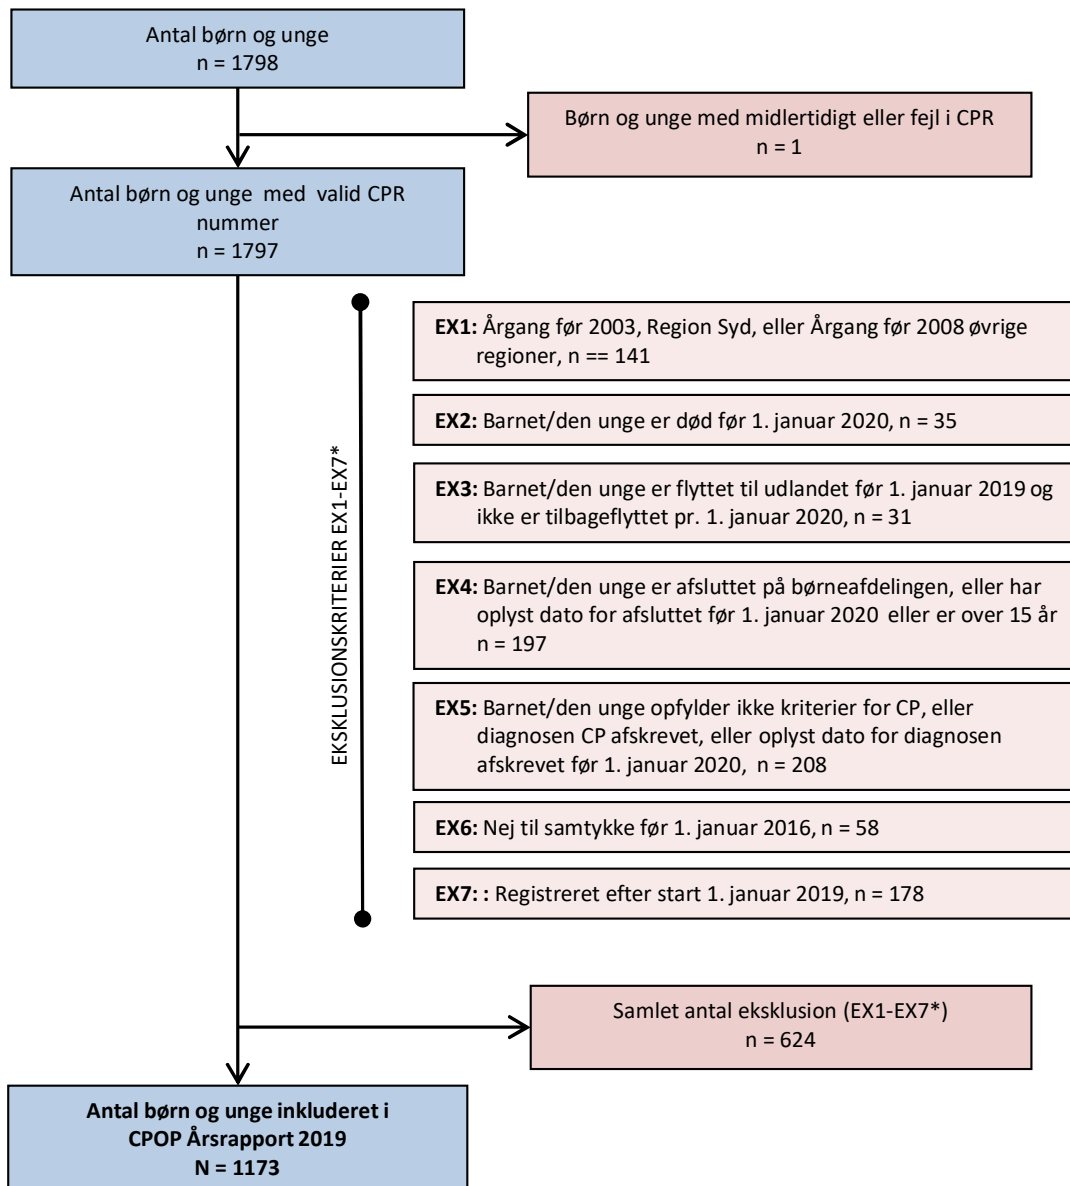 Antal børn og unge
n = 1798
Børn og unge med midlertidigt eller fejl i CPR
n = 1
Antal børn og unge med valid CPR
nummer
n = 1797
EKSKLUSIONSKRITERIER EX1-EX7*
EX1: Årgang før 2003, Region Syd, eller Årgang før 2008 øvrige
regioner, n == 141
EX2: Barnet/den unge er død før 1. januar 2020, n = 35
EX3: Barnet/den unge er flyttet til udlandet før 1. januar 2019 og
ikke er tilbageflyttet pr. 1. januar 2020, n = 31
EX4: Barnet/den unge er afsluttet på børneafdelingen, eller har
oplyst dato for afsluttet før 1. januar 2020 eller er over 15 år
n = 197
EX5: Barnet/den unge opfylder ikke kriterier for CP, eller
diagnosen CP afskrevet, eller oplyst dato for diagnosen
afskrevet før 1. januar 2020, n = 208
EX6: Nej til samtykke før 1. januar 2016, n = 58
EX7: : Registreret efter start 1. januar 2019, n = 178
Samlet antal eksklusion (EX1-EX7*)
n = 624
Antal børn og unge inkluderet i
CPOP Årsrapport 2019
N = 1173